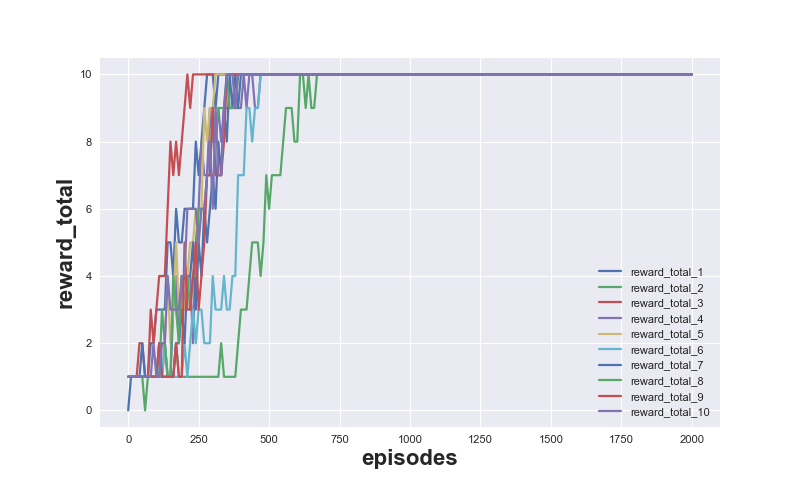 10
8
6
4
2
0
reward_total
reward_total_1
reward_total_2
reward_total_3
reward_total_4
reward_total_5
reward_total_6
reward_total_7
reward_total_8
reward_total_9
reward_total_10
0 250 500 750 1000 1250 1500 1750 2000
episodes